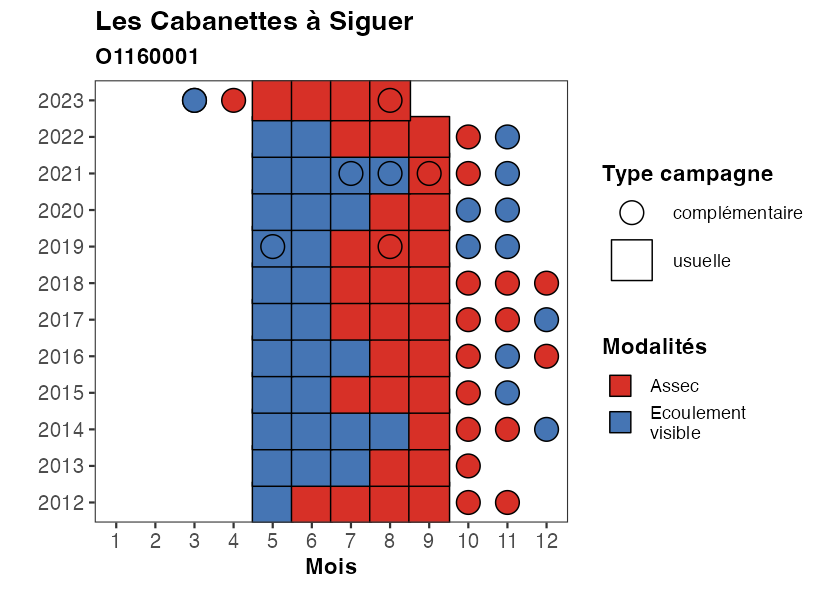 Les Cabanettes à Siguer
O1160001
2023
2022
2021
2020
2019
2018
2017
2016
2015
2014
2013
2012
1 2 3 4 5 6 7 8 9 10 11 12
Mois
Type campagne
complémentaire
usuelle
Modalités
Assec
Ecoulement
visible